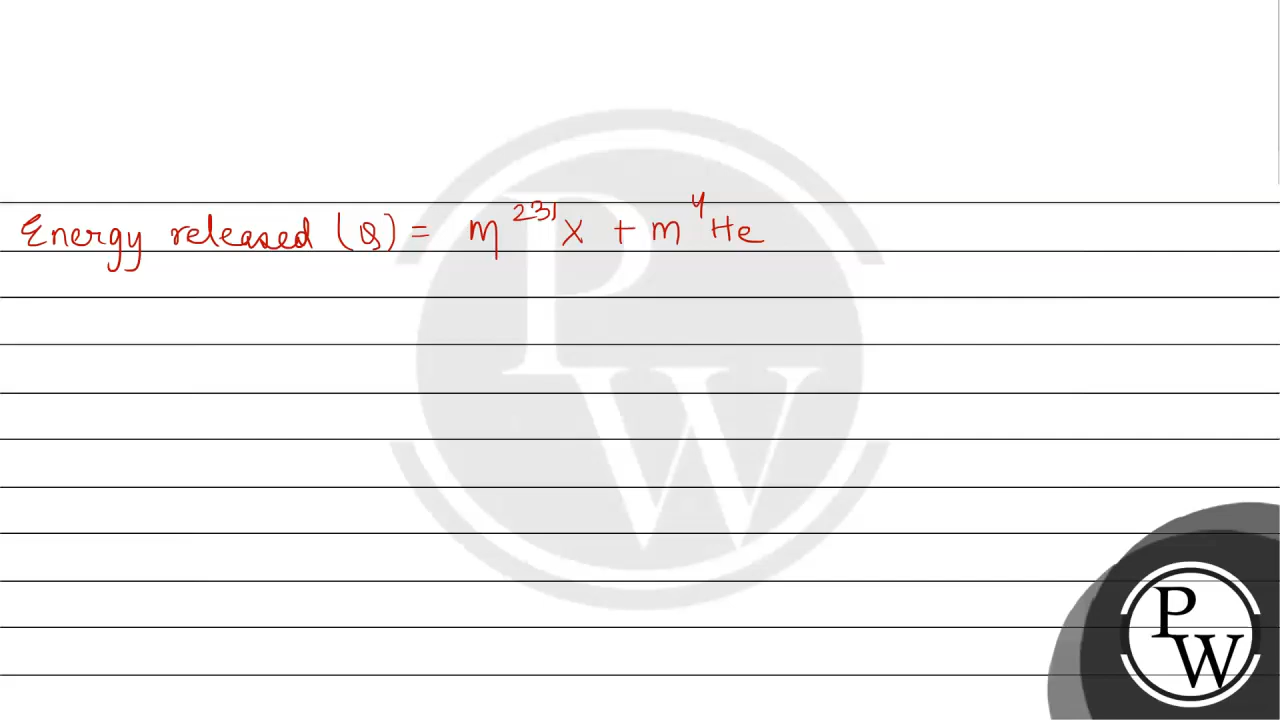 Energy released (Q) = m ²³¹X + m ⁴He
P
W
P
W